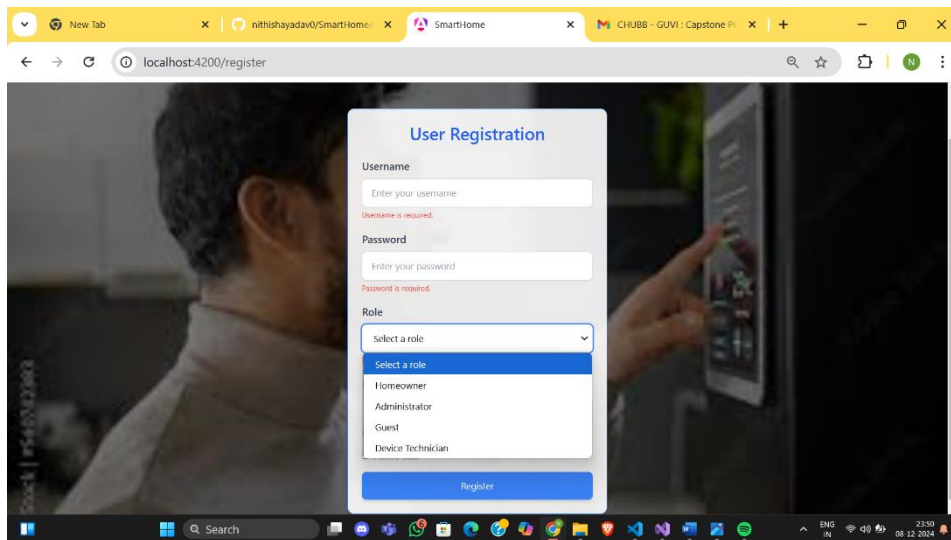 New Tab
nithishayadav0/SmartHome
SmartHome
CHUBB - GUVI : Capstone Pr
localhost:4200/register
N
User Registration
Username
Enter your username
Username is required.
Password
Enter your password
Password is required.
Role
Select a role
Select a role
Homeowner
Administrator
Guest
Device Technician
Register
Search
ENG
IN
23:50
08-12-2024